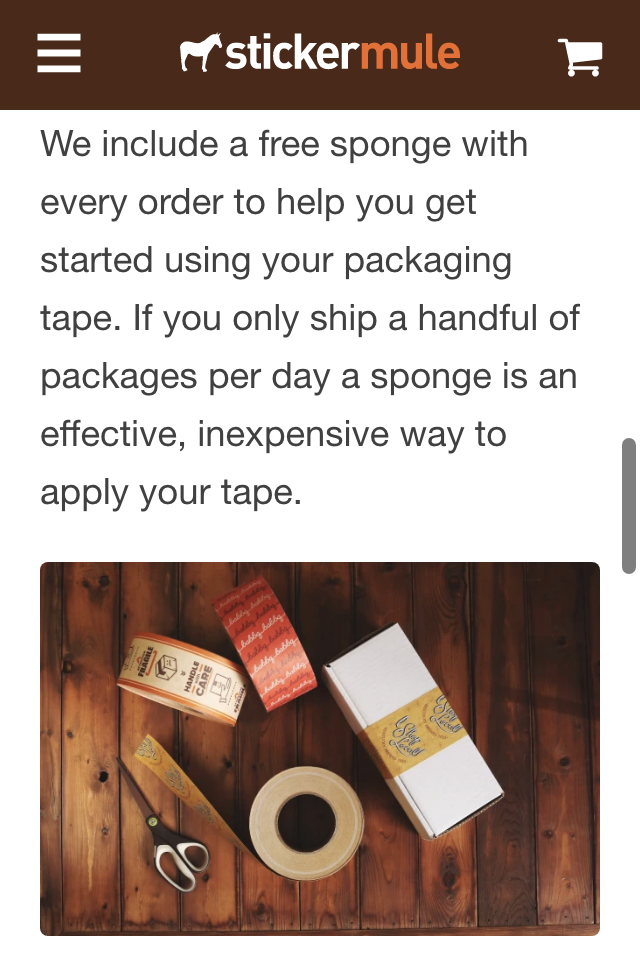 stickermule
We include a free sponge with
every order to help you get
started using your packaging
tape. If you only ship a handful of
packages per day a sponge is an
effective, inexpensive way to
apply your tape.
FRAGILE
HANDLE
WITH
CARE